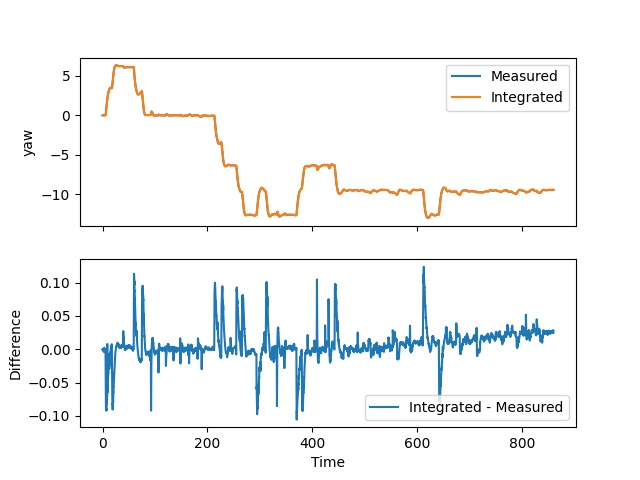 5
0
−5
−10
yaw
Measured
Integrated
0.10
0.05
0.00
−0.05
−0.10
Difference
Integrated - Measured
0 200 400 600 800
Time